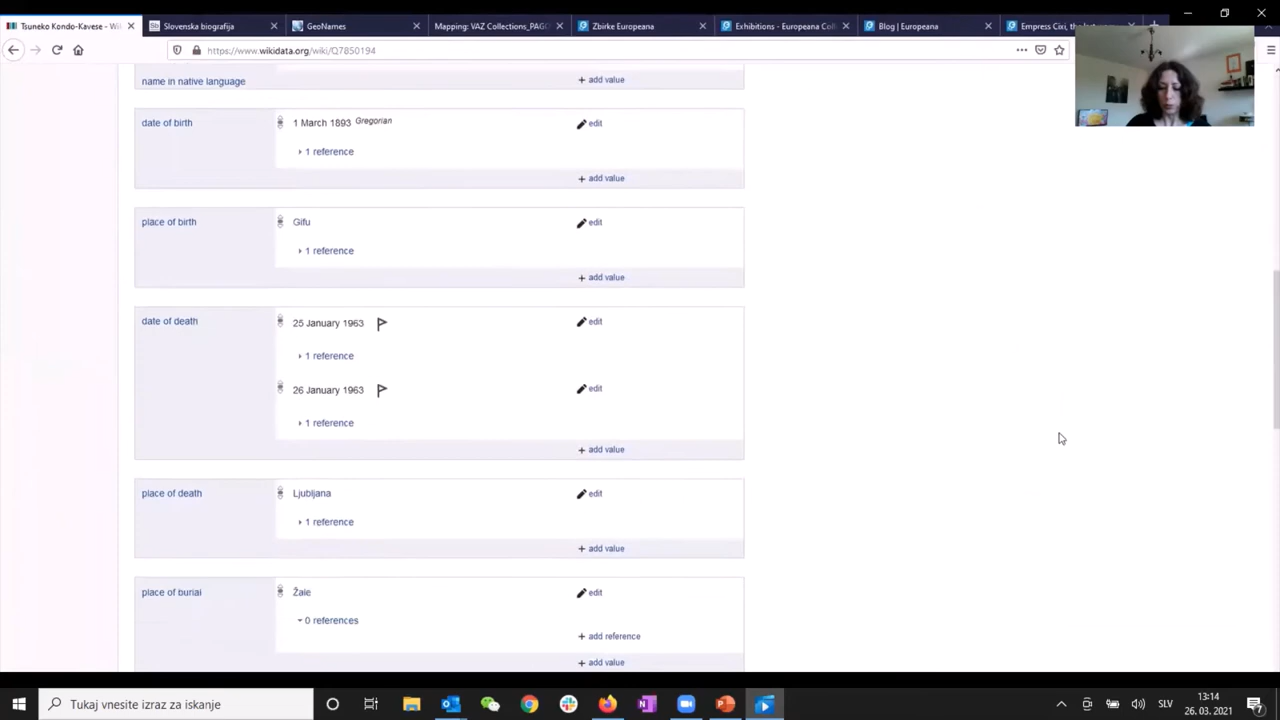 Tsuneko Kondo-Kavese
Slovenska biografija
GeoNames
Mapping: VAZ Collections_PAGO
Zbirke Europeana
Exhibitions - Europeana Coll
Blog | Europeana
Empress Cixi, the last
https://www.wikidata.org/wiki/Q7850194
name in native language
+ add value
date of birth
1 March 1893 Gregorian
edit
1 reference
+ add value
place of birth
Gifu
edit
1 reference
+ add value
date of death
25 January 1963
edit
1 reference
26 January 1963
edit
1 reference
+ add value
place of death
Ljubljana
edit
1 reference
+ add value
place of burial
Žale
edit
0 references
+ add reference
+ add value
Tukaj vnesite izraz za iskanje
SLV
13:14
26. 03. 2021